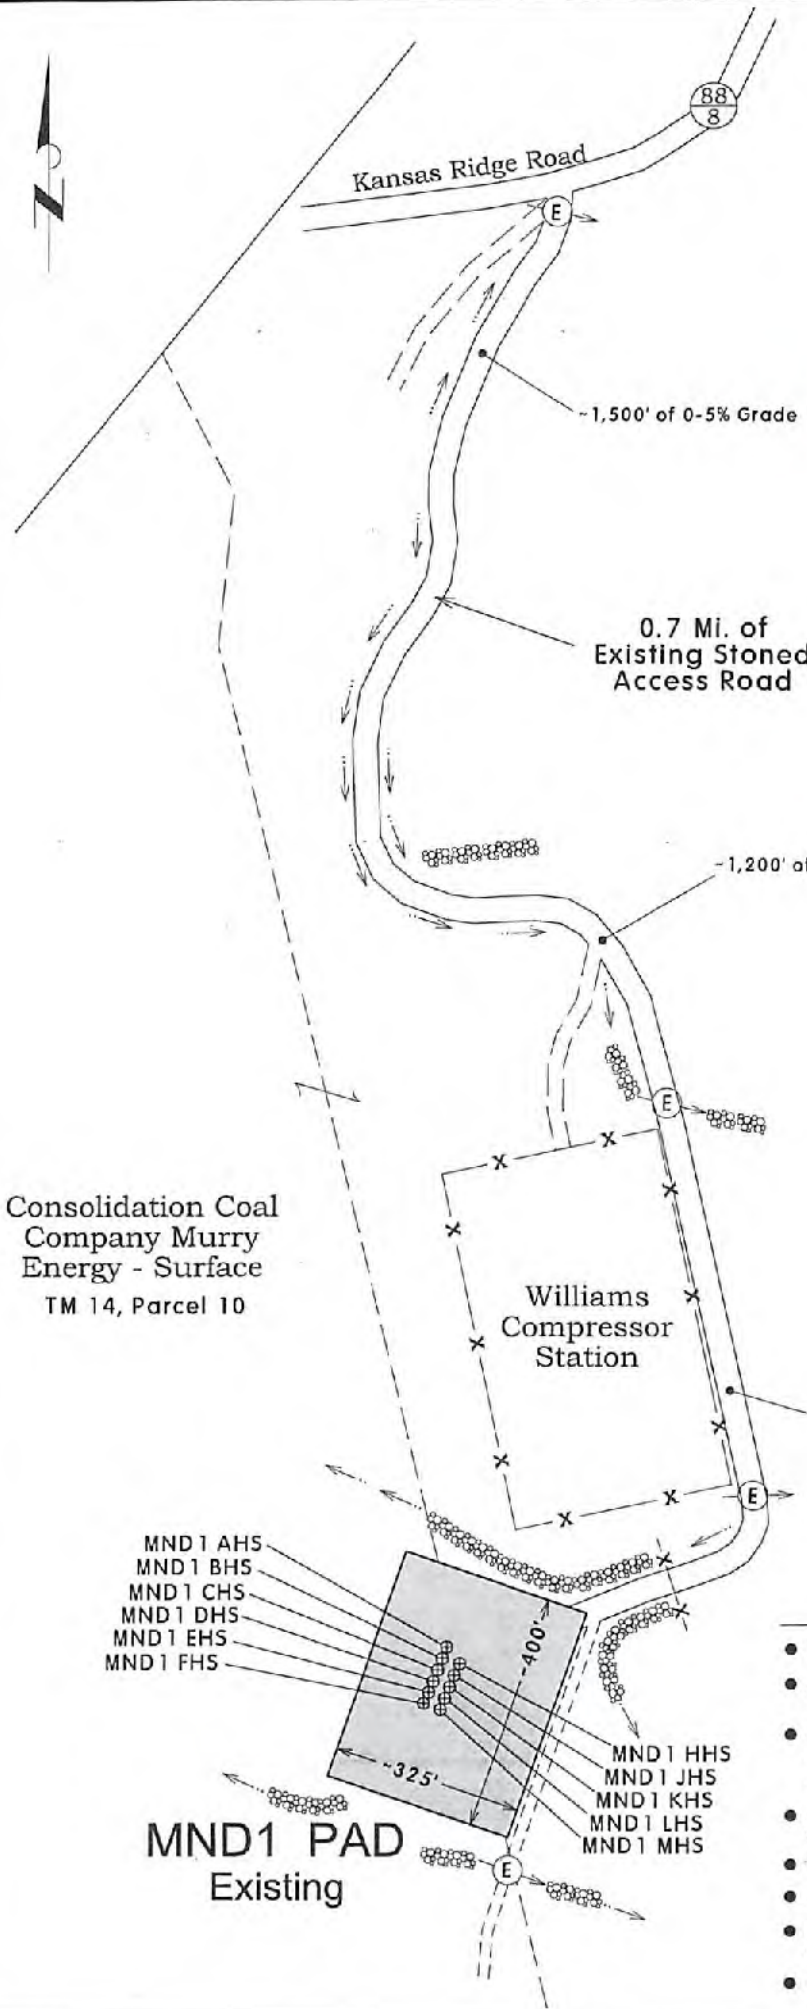 N
88
8
Kansas Ridge Road
E
~1,500' of 0-5% Grade
0.7 Mi. of
Existing Stoned
Access Road
~1,200' of
E
X
X
X
X
Consolidation Coal
Company Murry
Energy - Surface
TM 14, Parcel 10
Williams
Compressor
Station
X
X
X
X
X
X
E
X
X
MND1 AHS
MND1 BHS
MND1 CHS
MND1 DHS
MND1 EHS
MND1 FHS
~400'
~325'
MND1 HHS
MND1 JHS
MND1 KHS
MND1 LHS
MND1 MHS
MND1 PAD
Existing
E